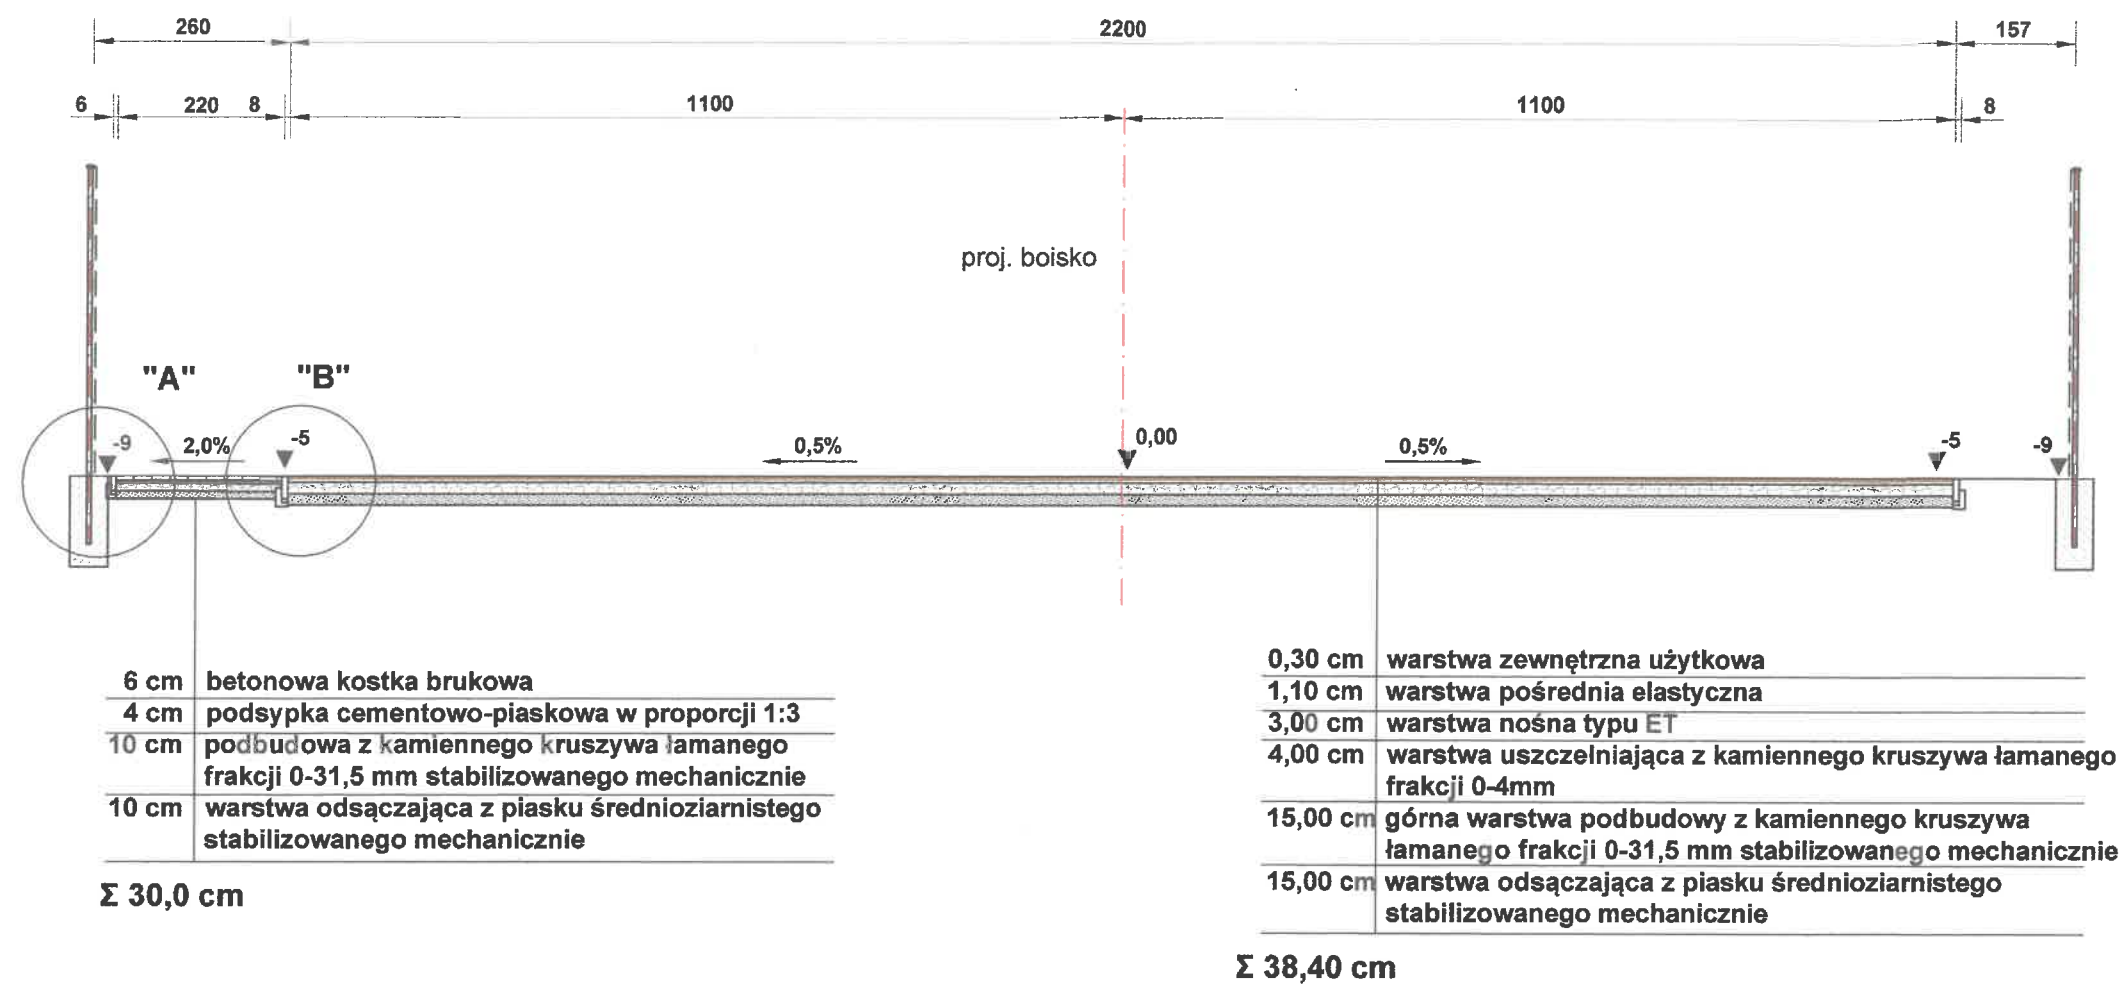 260 2200 157
6 220 8 1100 1100 8
proj. boisko
"A" "B"
-9 2,0% -5 0,5% 0,00 0,5% -5 -9
6 cm betonowa kostka brukowa
4 cm podsypka cementowo-piaskowa w proporcji 1:3
10 cm podbudowa z kamiennego kruszywa łamanego
frakcji 0-31,5 mm stabilizowanego mechanicznie
10 cm warstwa odsączająca z piasku średnioziarnistego
stabilizowanego mechanicznie
Σ 30,0 cm
0,30 cm warstwa zewnętrzna użytkowa
1,10 cm warstwa pośrednia elastyczna
3,00 cm warstwa nośna typu ET
4,00 cm warstwa uszczelniająca z kamiennego kruszywa łamanego
frakcji 0-4mm
15,00 cm górna warstwa podbudowy z kamiennego kruszywa
łamanego frakcji 0-31,5 mm stabilizowanego mechanicznie
15,00 cm warstwa odsączająca z piasku średnioziarnistego
stabilizowanego mechanicznie
Σ 38,40 cm